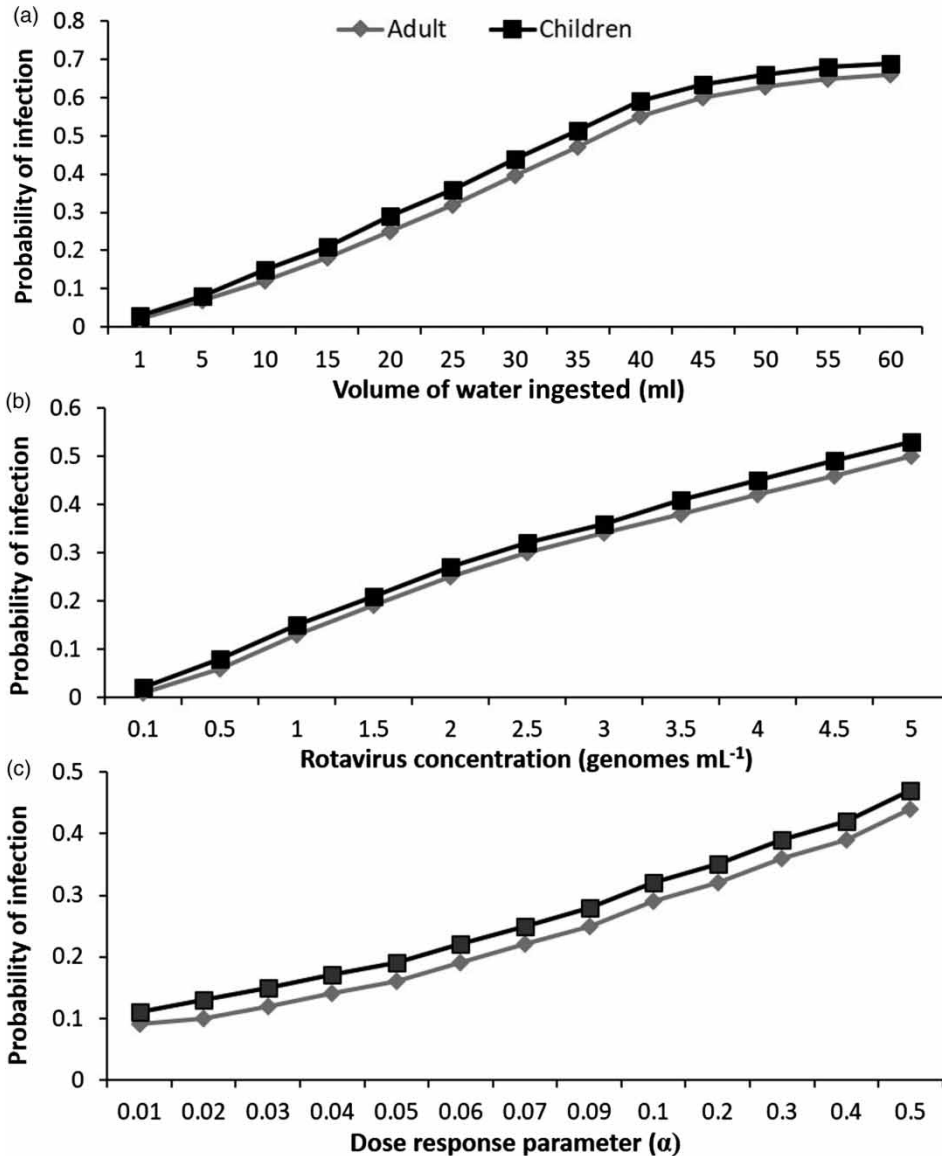 (a)
Adult Children
Probability of infection
0.8
0.7
0.6
0.5
0.4
0.3
0.2
0.1
0
1 5 10 15 20 25 30 35 40 45 50 55 60
Volume of water ingested (ml)
(b)
Probability of infection
0.6
0.5
0.4
0.3
0.2
0.1
0
0.1 0.5 1 1.5 2 2.5 3 3.5 4 4.5 5
Rotavirus concentration (genomes mL⁻¹)
(c)
Probability of infection
0.5
0.4
0.3
0.2
0.1
0
0.01 0.02 0.03 0.04 0.05 0.06 0.07 0.09 0.1 0.2 0.3 0.4 0.5
Dose response parameter (α)